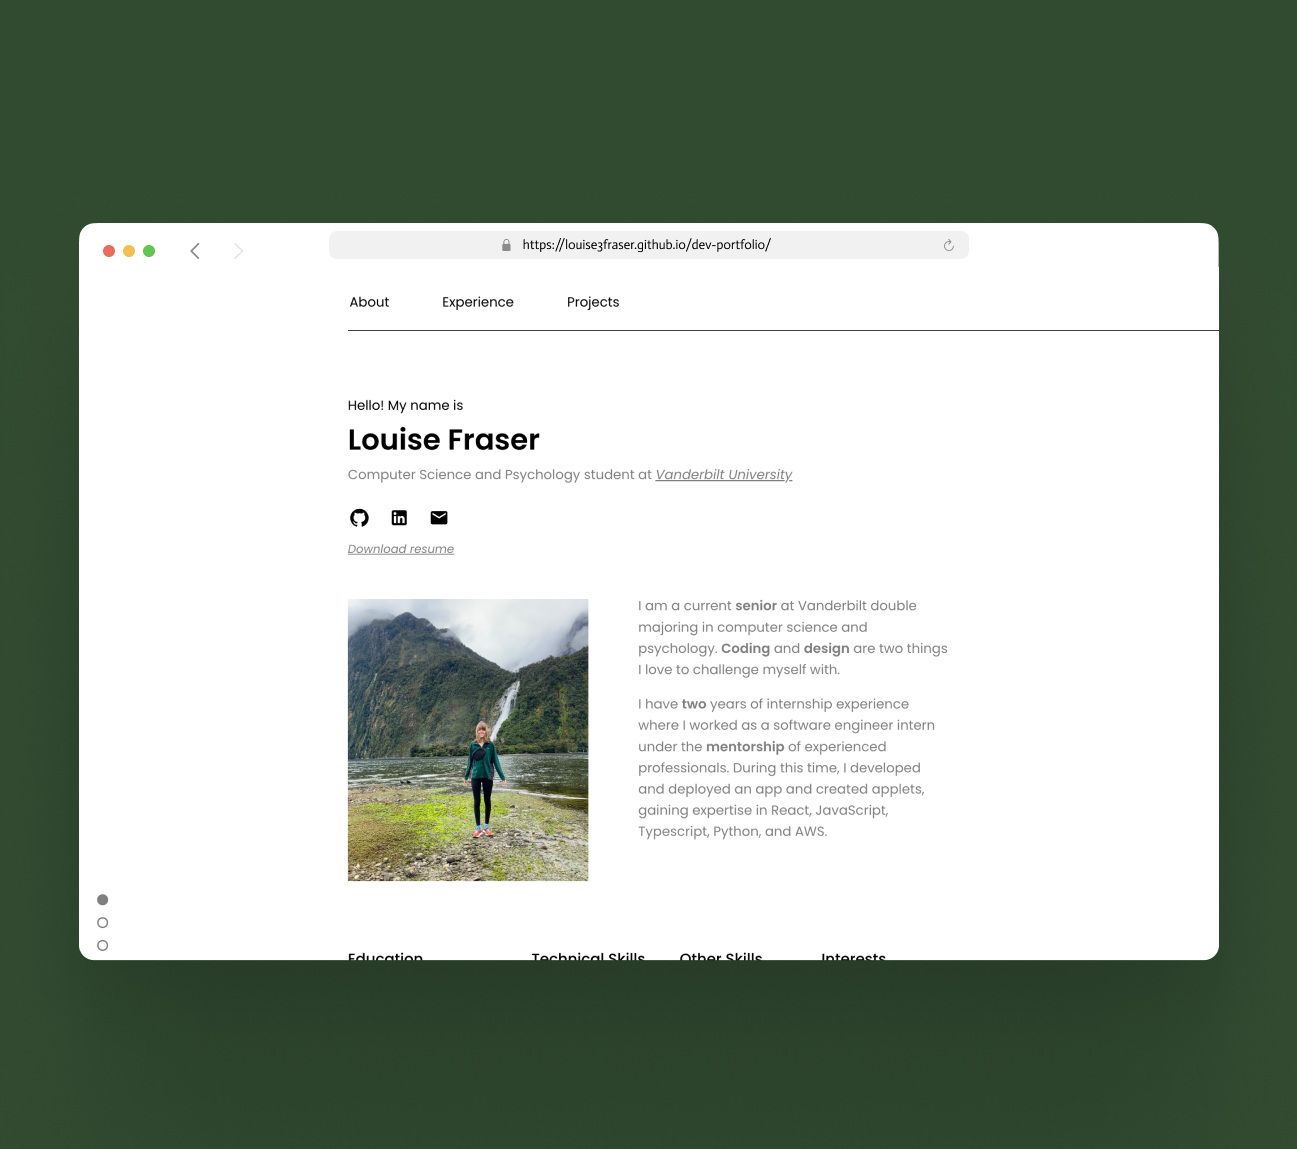 https://louise3fraser.github.io/dev-portfolio/
About Experience Projects
Hello! My name is
Louise Fraser
Computer Science and Psychology student at Vanderbilt University
Download resume
I am a current senior at Vanderbilt double
majoring in computer science and
psychology. Coding and design are two things
I love to challenge myself with.
I have two years of internship experience
where I worked as a software engineer intern
under the mentorship of experienced
professionals. During this time, I developed
and deployed an app and created applets,
gaining expertise in React, JavaScript,
Typescript, Python, and AWS.
Education Technical Skills Other Skills Interests